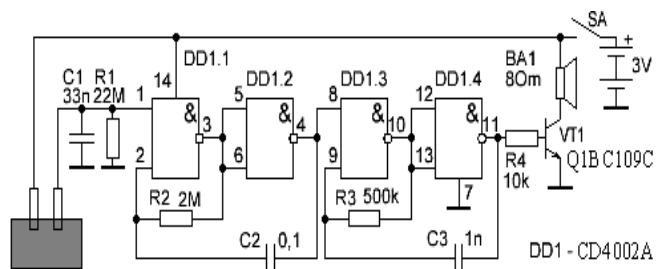 SA
+
3V
BA1
8Om
C1 R1
33n 22M
14
DD1.1
DD1.2
DD1.3
DD1.4
1
2
&
3
5
6
&
4
8
9
&
10
12
13
&
11
7
R2 2M
R3 500k
R4
10k
VT1
Q1BC109C
C2 0,1
C3 1n
DD1 - CD4002A